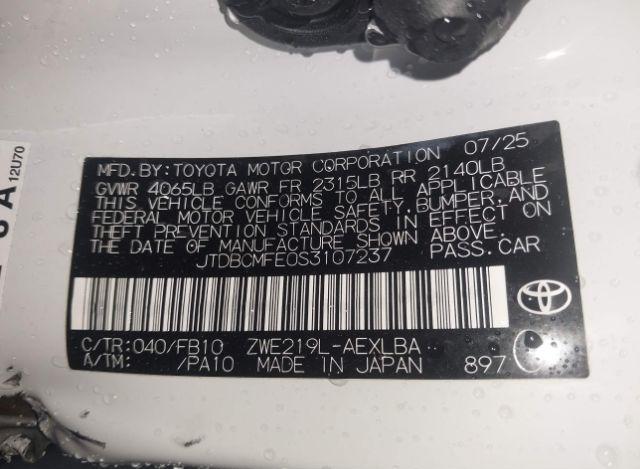 MFD.BY:TOYOTA MOTOR CORPORATION 07/25
GVWR 4065LB GAWR FR 2315LB RR 2140LB
THIS VEHICLE CONFORMS TO ALL APPLICABLE
FEDERAL MOTOR VEHICLE SAFETY,BUMPER,AND
THEFT PREVENTION STANDARDS IN EFFECT ON
THE DATE OF MANUFACTURE SHOWN ABOVE.
JTDBCMFE0S3107237 PASS.CAR
C/TR:040/FB10 ZWE219L-AEXLBA
A/TM: /PA10 MADE IN JAPAN 897
12U70